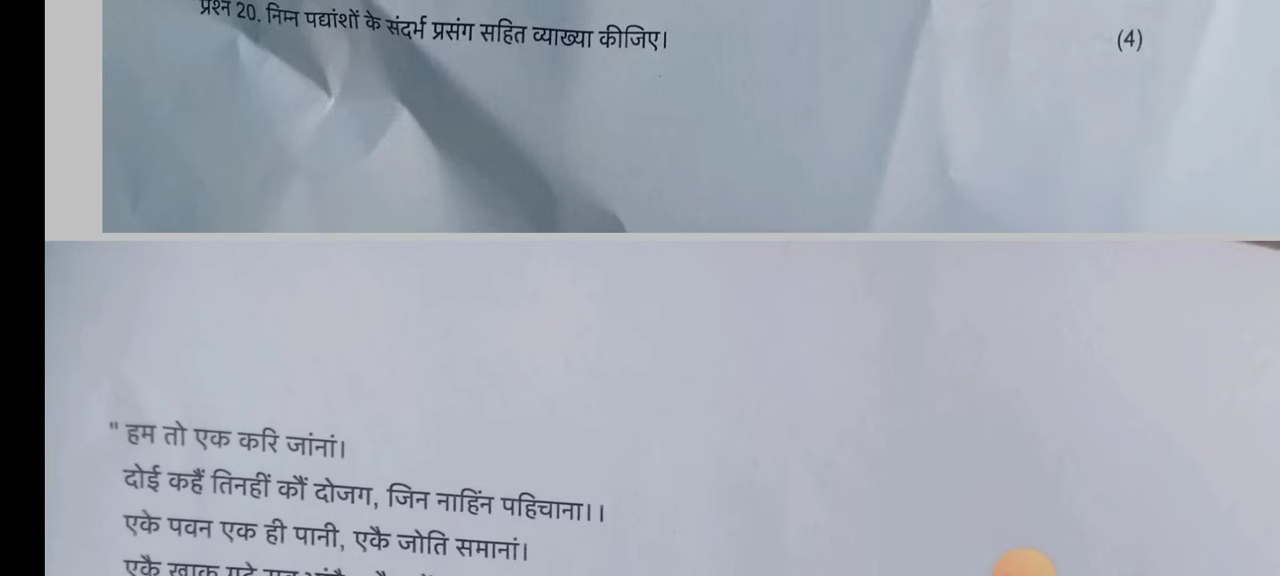 प्रश्न 20. निम्न पद्यांशों के संदर्भ प्रसंग सहित व्याख्या कीजिए।
(4)
" हम तो एक करि जांनां।
दोई कहैं तिनहीं कौं दोजग, जिन नाहिंन पहिचाना।।
एके पवन एक ही पानी, एकै जोति समानां।
एकै खाक